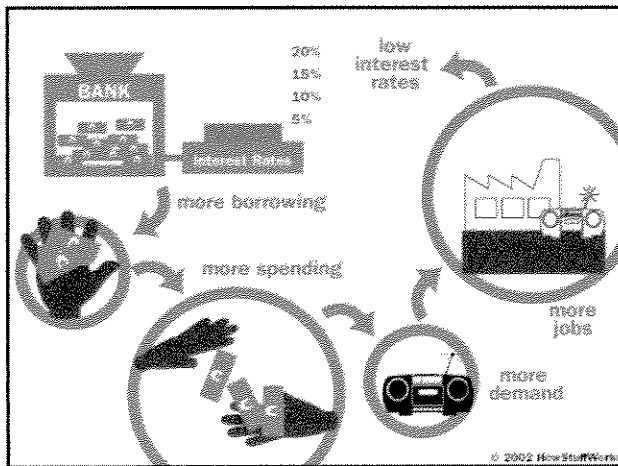 20%
15%
10%
5%
low
interest
rates
BANK
Interest Rates
more borrowing
more spending
more
jobs
more
demand
© 2002 HowStuffWorks